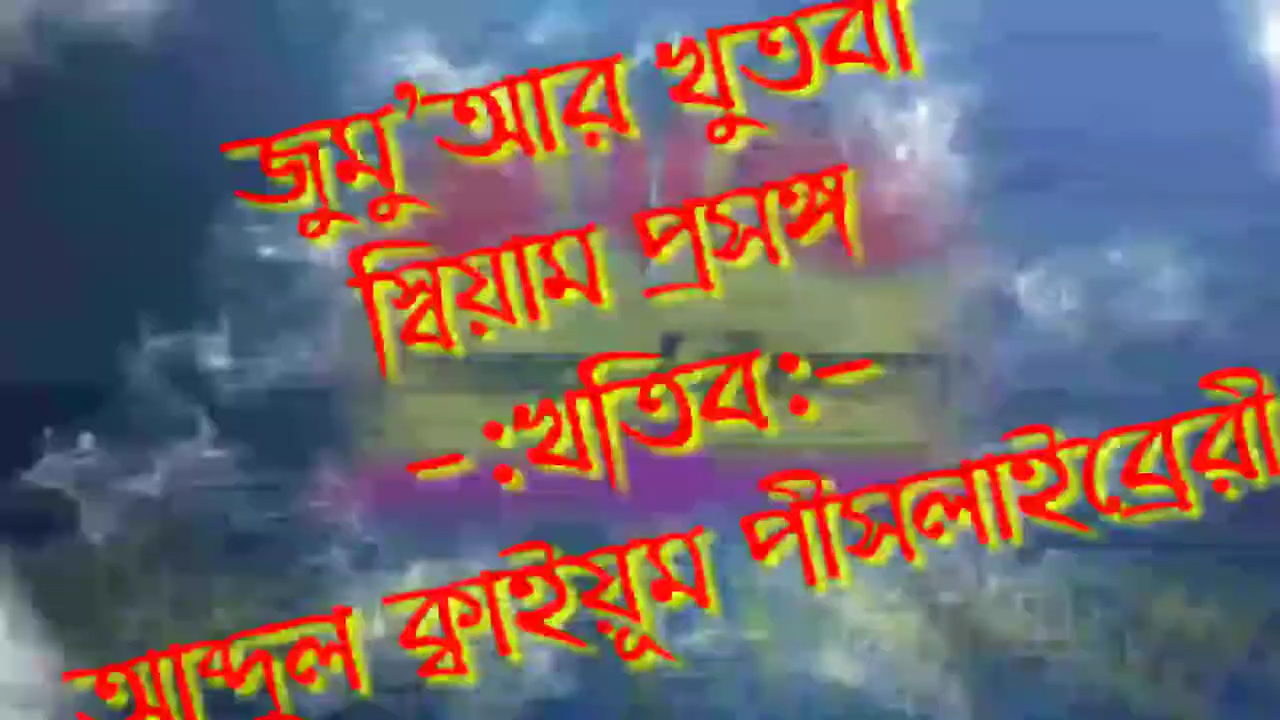 জুমু'আর খুতবা
স্বিয়াম প্রসঙ্গ
-:খতিব:-
আব্দুল ক্বাইয়ূম পীসলাইব্রেরী